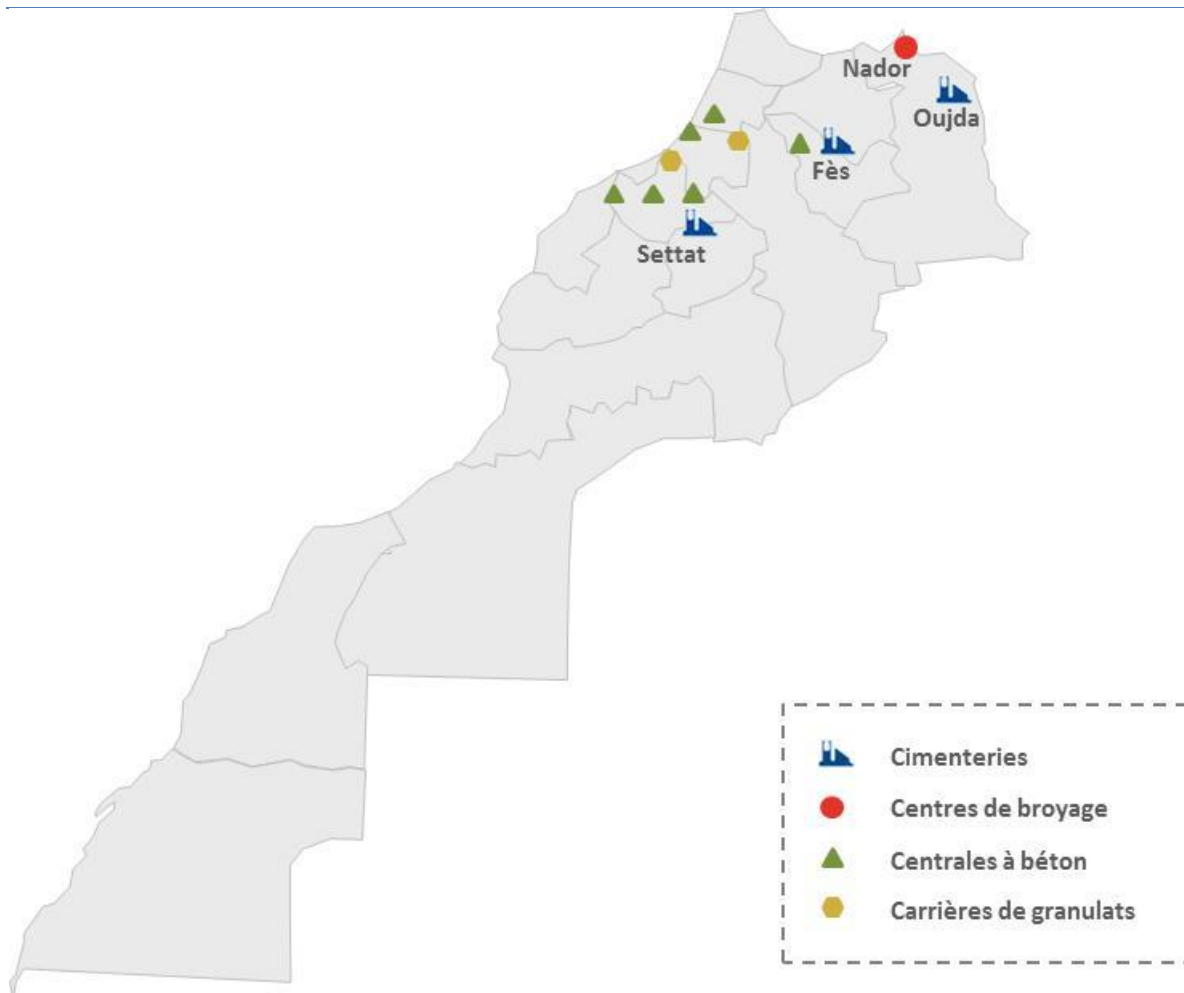 Nador
Oujda
Fès
Settat
Cimenteries
Centres de broyage
Centrales à béton
Carrières de granulats